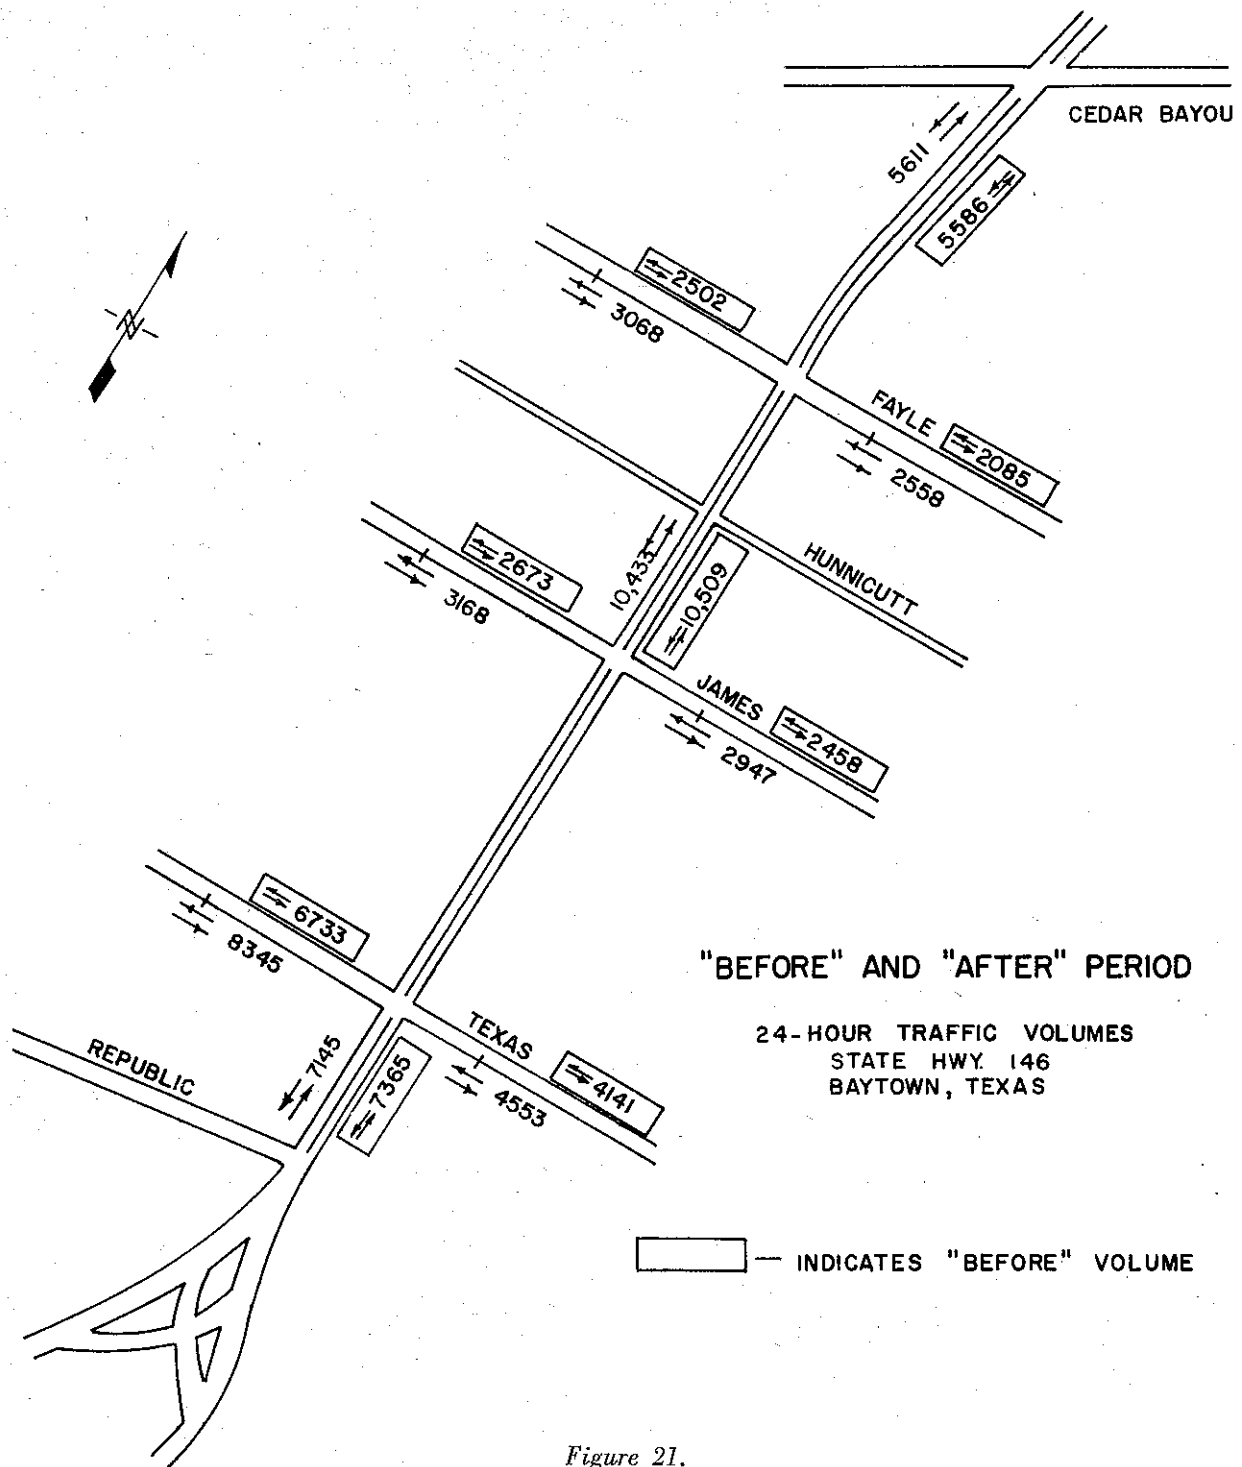 CEDAR BAYOU
5611
5586
2502
3068
FAYLE
2085
2558
HUNNICUTT
10,433
10,509
2673
3168
JAMES
2458
2947
6733
8345
"BEFORE" AND "AFTER" PERIOD
24-HOUR TRAFFIC VOLUMES
STATE HWY. 146
BAYTOWN, TEXAS
TEXAS
4141
4553
REPUBLIC
7145
7365
N
— INDICATES "BEFORE" VOLUME
Figure 21.